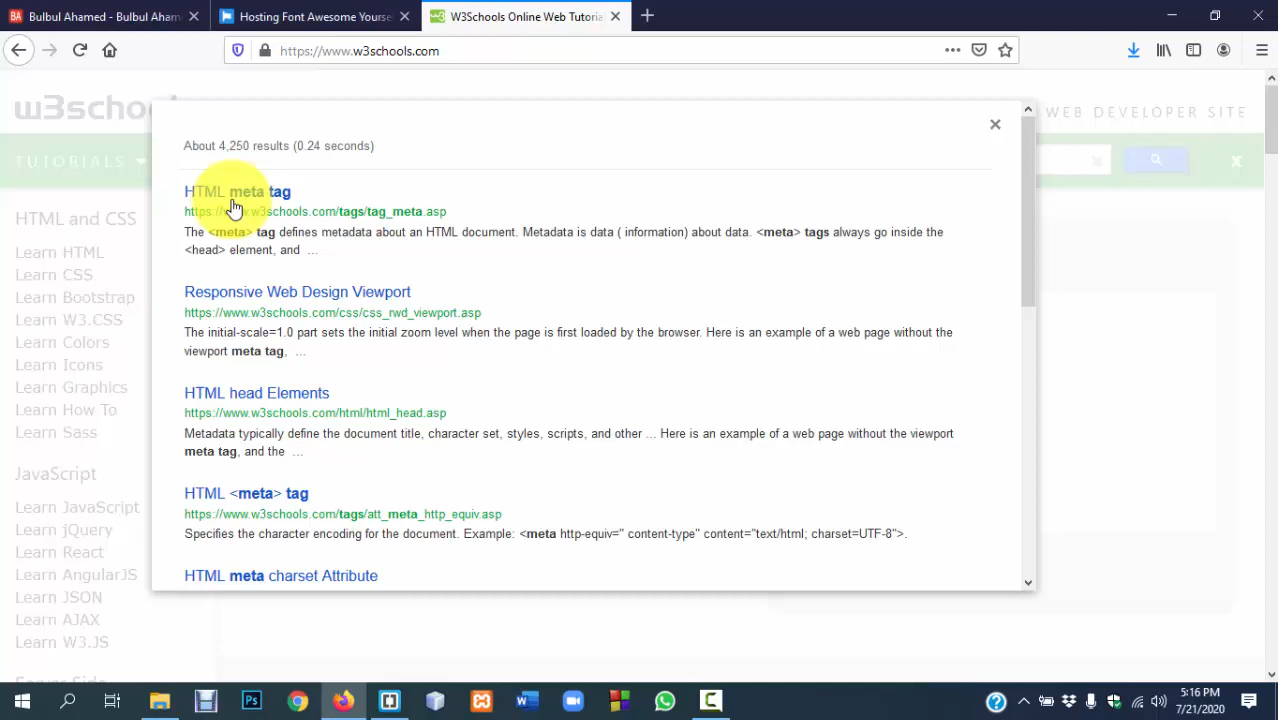 Bulbul Ahamed - Bulbul Aham
Hosting Font Awesome Yourse
W3Schools Online Web Tutorial
https://www.w3schools.com
w3schoo
WEB DEVELOPER SITE
TUTORIALS
About 4,250 results (0.24 seconds)
HTML meta tag
https://www.w3schools.com/tags/tag_meta.asp
The <meta> tag defines metadata about an HTML document. Metadata is data ( information) about data. <meta> tags always go inside the
<head> element, and ...
Responsive Web Design Viewport
https://www.w3schools.com/css/css_rwd_viewport.asp
The initial-scale=1.0 part sets the initial zoom level when the page is first loaded by the browser. Here is an example of a web page without the
viewport meta tag, ...
HTML head Elements
https://www.w3schools.com/html/html_head.asp
Metadata typically define the document title, character set, styles, scripts, and other ... Here is an example of a web page without the viewport
meta tag, and the ...
HTML <meta> tag
https://www.w3schools.com/tags/att_meta_http_equiv.asp
Specifies the character encoding for the document. Example: <meta http-equiv=" content-type" content="text/html; charset=UTF-8">.
HTML meta charset Attribute
HTML and CSS
Learn HTML
Learn CSS
Learn Bootstrap
Learn W3.CSS
Learn Colors
Learn Icons
Learn Graphics
Learn How To
Learn Sass
JavaScript
Learn JavaScript
Learn jQuery
Learn React
Learn AngularJS
Learn JSON
Learn AJAX
Learn W3.JS
Server Side
5:16 PM
7/21/2020